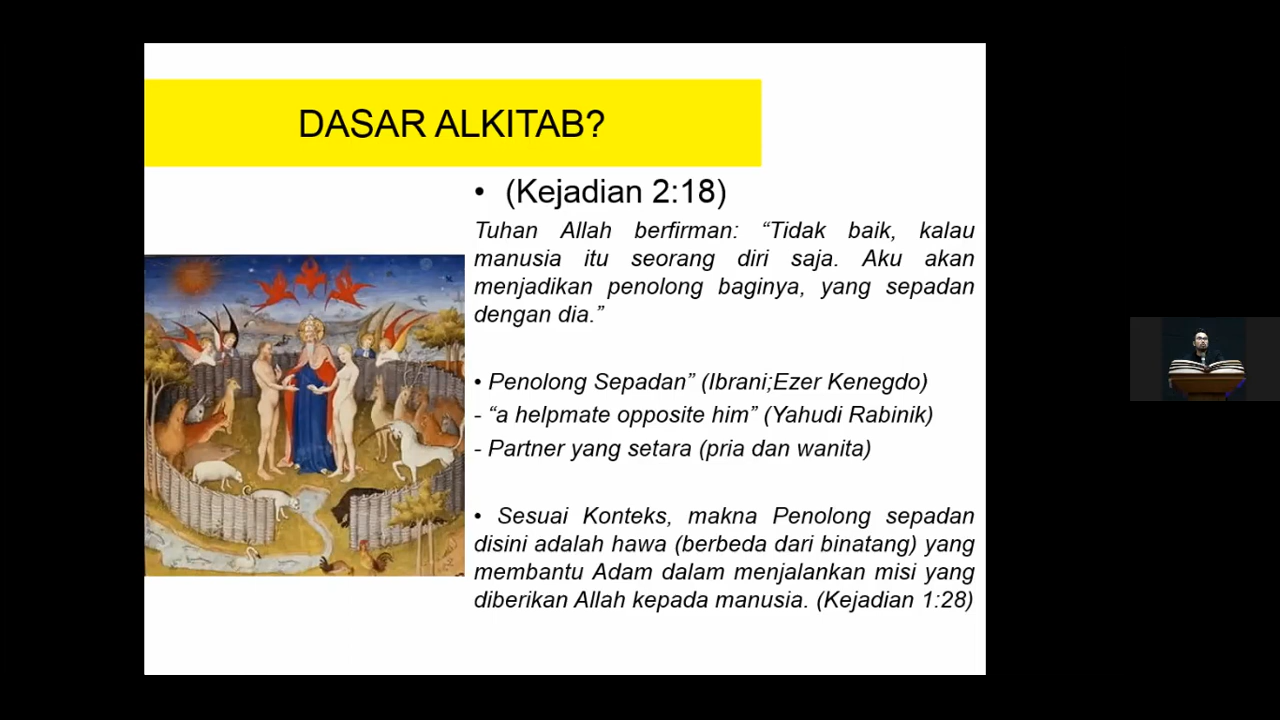 DASAR ALKITAB?
• (Kejadian 2:18)
Tuhan Allah berfirman: “Tidak baik, kalau
manusia itu seorang diri saja. Aku akan
menjadikan penolong baginya, yang sepadan
dengan dia.”
• Penolong Sepadan” (Ibrani;Ezer Kenegdo)
- “a helpmate opposite him” (Yahudi Rabinik)
- Partner yang setara (pria dan wanita)
• Sesuai Konteks, makna Penolong sepadan
disini adalah hawa (berbeda dari binatang) yang
membantu Adam dalam menjalankan misi yang
diberikan Allah kepada manusia. (Kejadian 1:28)